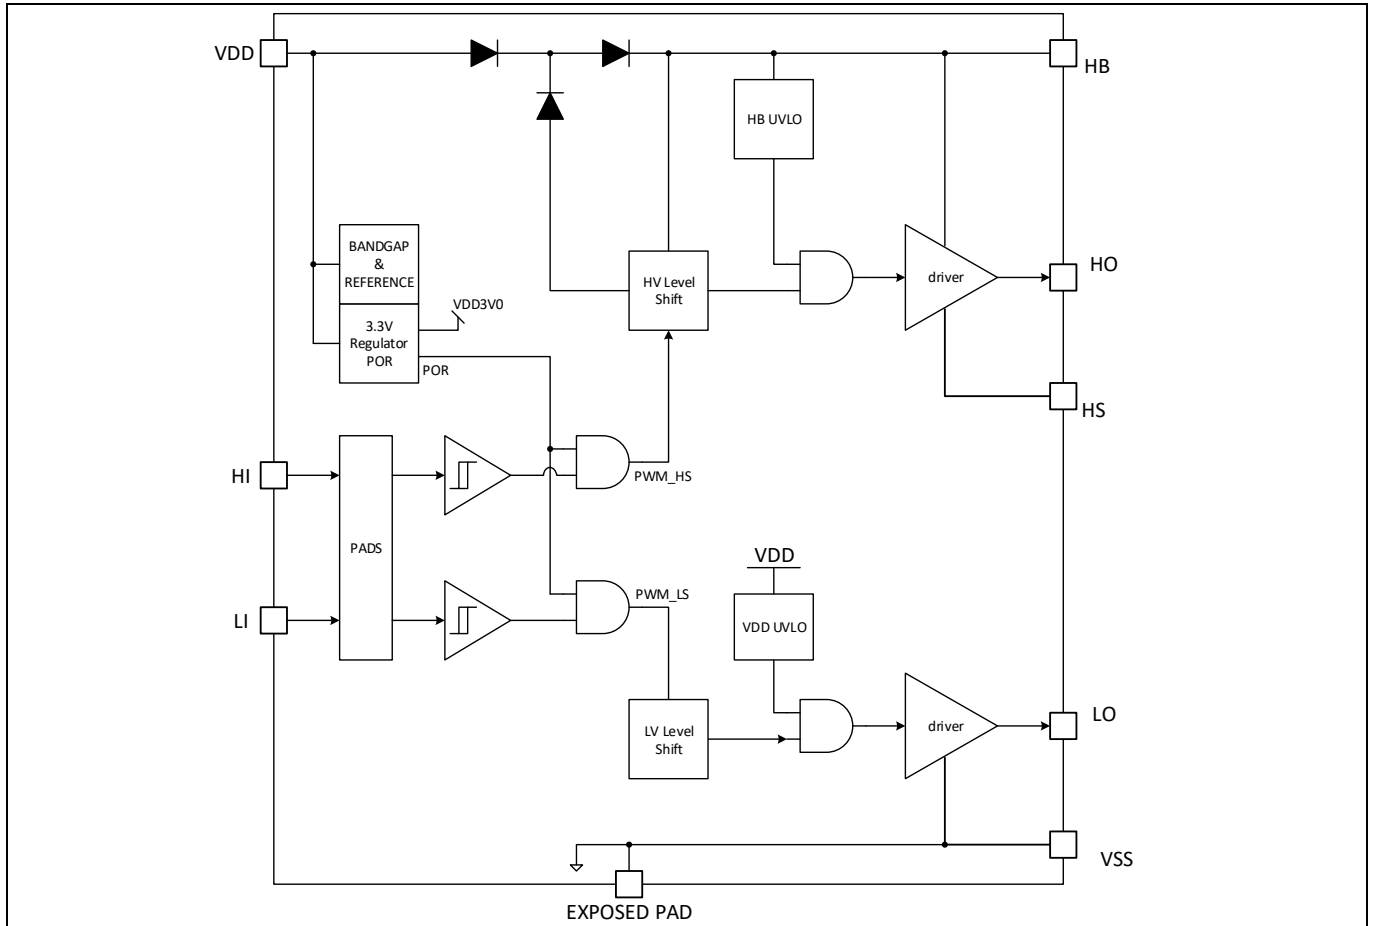 VDD
HB
HB UVLO
BANDGAP
&
REFERENCE
HO
driver
HV Level
Shift
VDD3V0
3.3V
Regulator
POR
POR
HS
HI
PWM_HS
PADS
VDD
PWM_LS
LI
VDD UVLO
LO
driver
LV Level
Shift
VSS
EXPOSED PAD